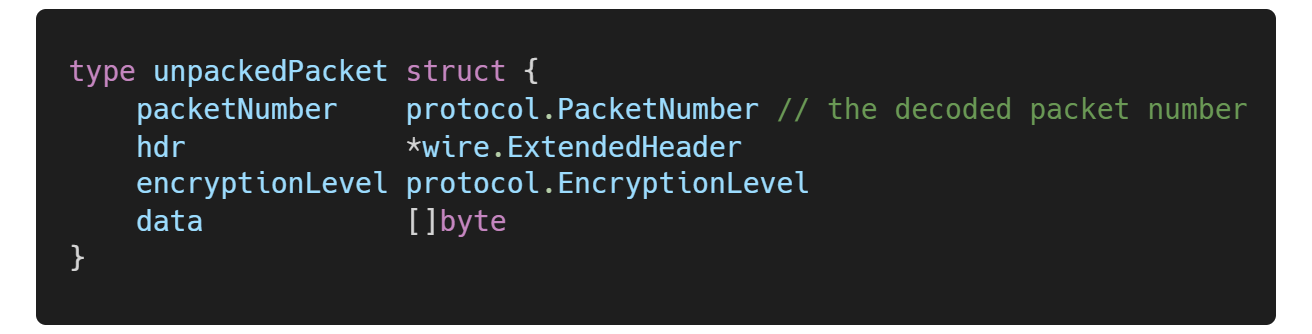 type unpackedPacket struct {
    packetNumber    protocol.PacketNumber // the decoded packet number
    hdr             *wire.ExtendedHeader
    encryptionLevel protocol.EncryptionLevel
    data            []byte
}